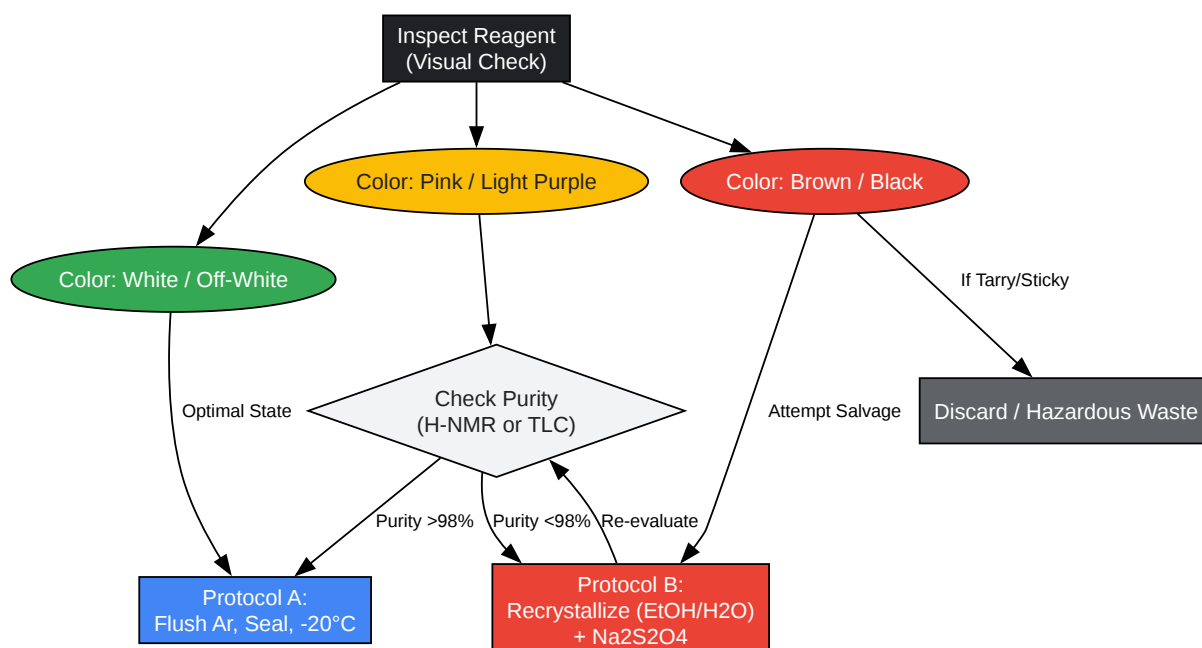 Inspect Reagent
(Visual Check)
Color: Pink / Light Purple
Color: Brown / Black
Color: White / Off-White
If Tarry/Sticky
Check Purity
(H-NMR or TLC)
Optimal State
Attempt Salvage
Discard / Hazardous Waste
Purity >98%
Purity <98%
Re-evaluate
Protocol A:
Flush Ar, Seal, -20°C
Protocol B:
Recrystallize (EtOH/H2O)
+ Na2S2O4